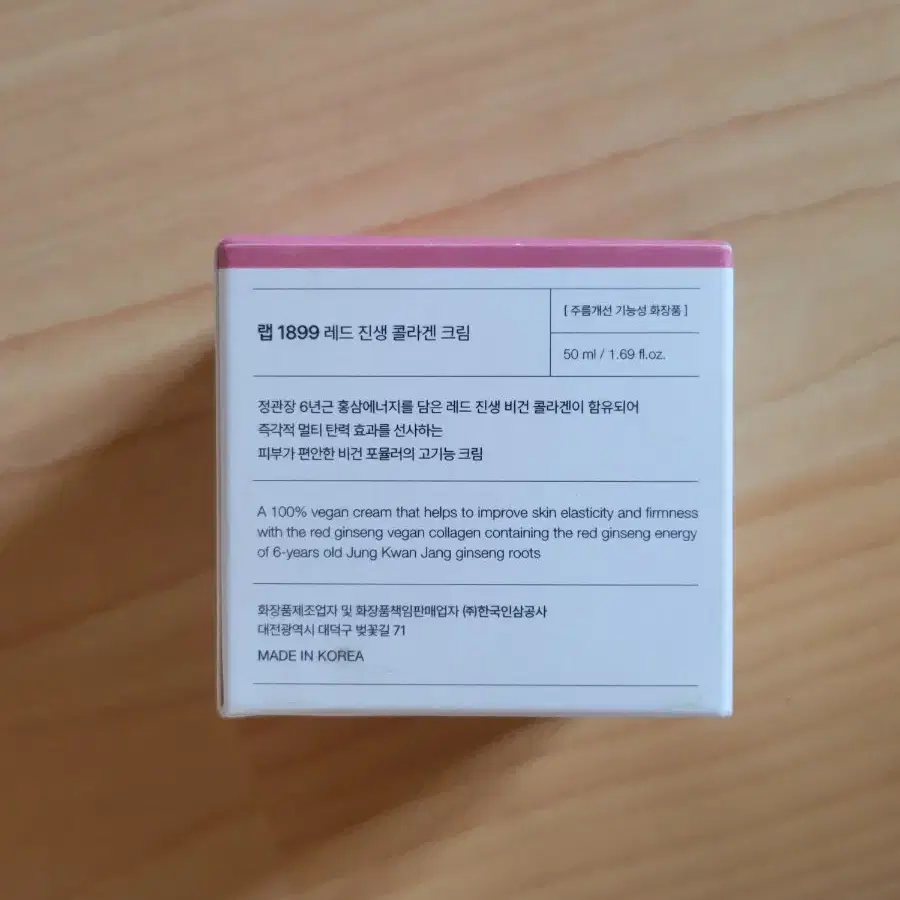 랩 1899 레드 진생 콜라겐 크림
[ 주름개선 기능성 화장품 ]
50 ml / 1.69 fl.oz.
정관장 6년근 홍삼에너지를 담은 레드 진생 비건 콜라겐이 함유되어
즉각적 멀티 탄력 효과를 선사하는
피부가 편안한 비건 포뮬러의 고기능 크림
A 100% vegan cream that helps to improve skin elasticity and firmness
with the red ginseng vegan collagen containing the red ginseng energy
of 6-years old Jung Kwan Jang ginseng roots
화장품제조업자 및 화장품책임판매업자 ㈜한국인삼공사
대전광역시 대덕구 벚꽃길 71
MADE IN KOREA